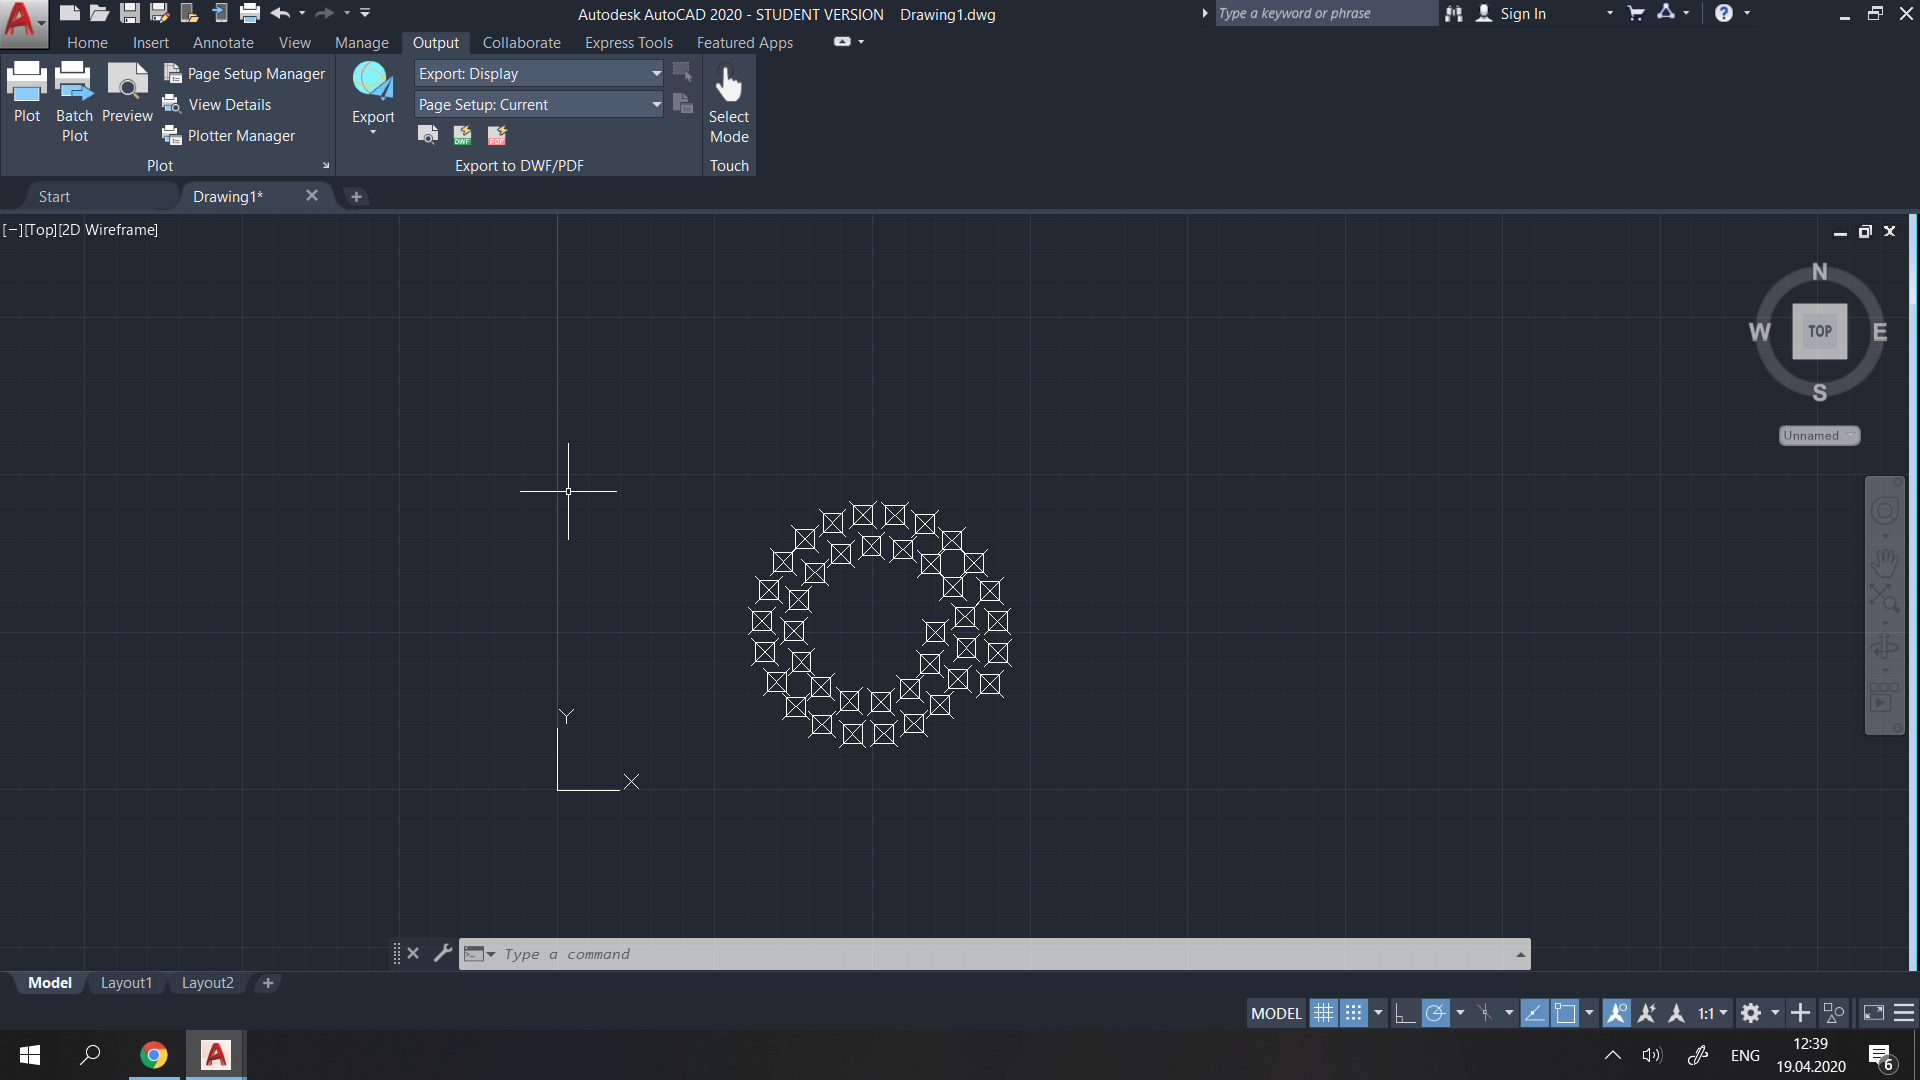 Autodesk AutoCAD 2020 - STUDENT VERSION Drawing1.dwg
Type a keyword or phrase
Sign In
Home Insert Annotate View Manage Output Collaborate Express Tools Featured Apps
Plot
Batch Plot
Preview
Page Setup Manager
View Details
Plotter Manager
Plot
Export
Export: Display
Page Setup: Current
DWF
PDF
Export to DWF/PDF
Select Mode
Touch
Start
Drawing1*
[−][Top][2D Wireframe]
N
W
TOP
E
S
Unnamed
Y
X
Type a command
Model Layout1 Layout2
MODEL
1:1
ENG
12:39
19.04.2020
6